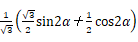 1/√3 (√3/2 sin2α + 1/2 cos2α)